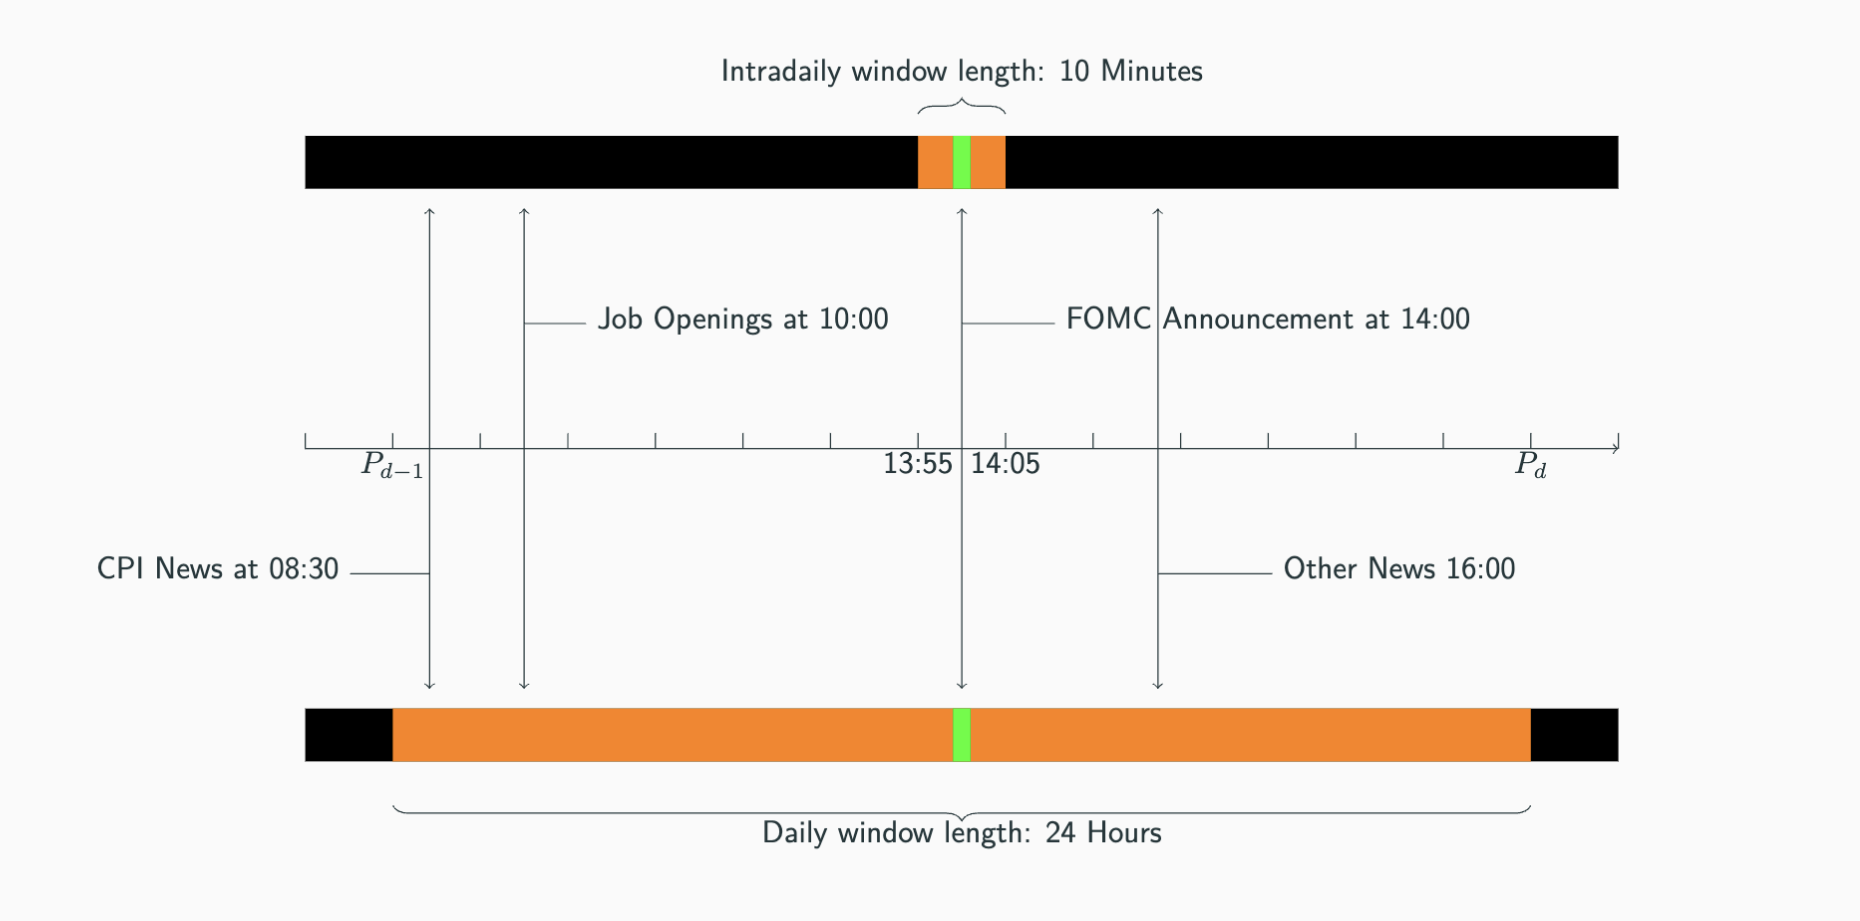 Intradaily window length: 10 Minutes
Job Openings at 10:00
FOMC Announcement at 14:00
P_{d−1}
13:55
14:05
P_d
CPI News at 08:30
Other News 16:00
Daily window length: 24 Hours